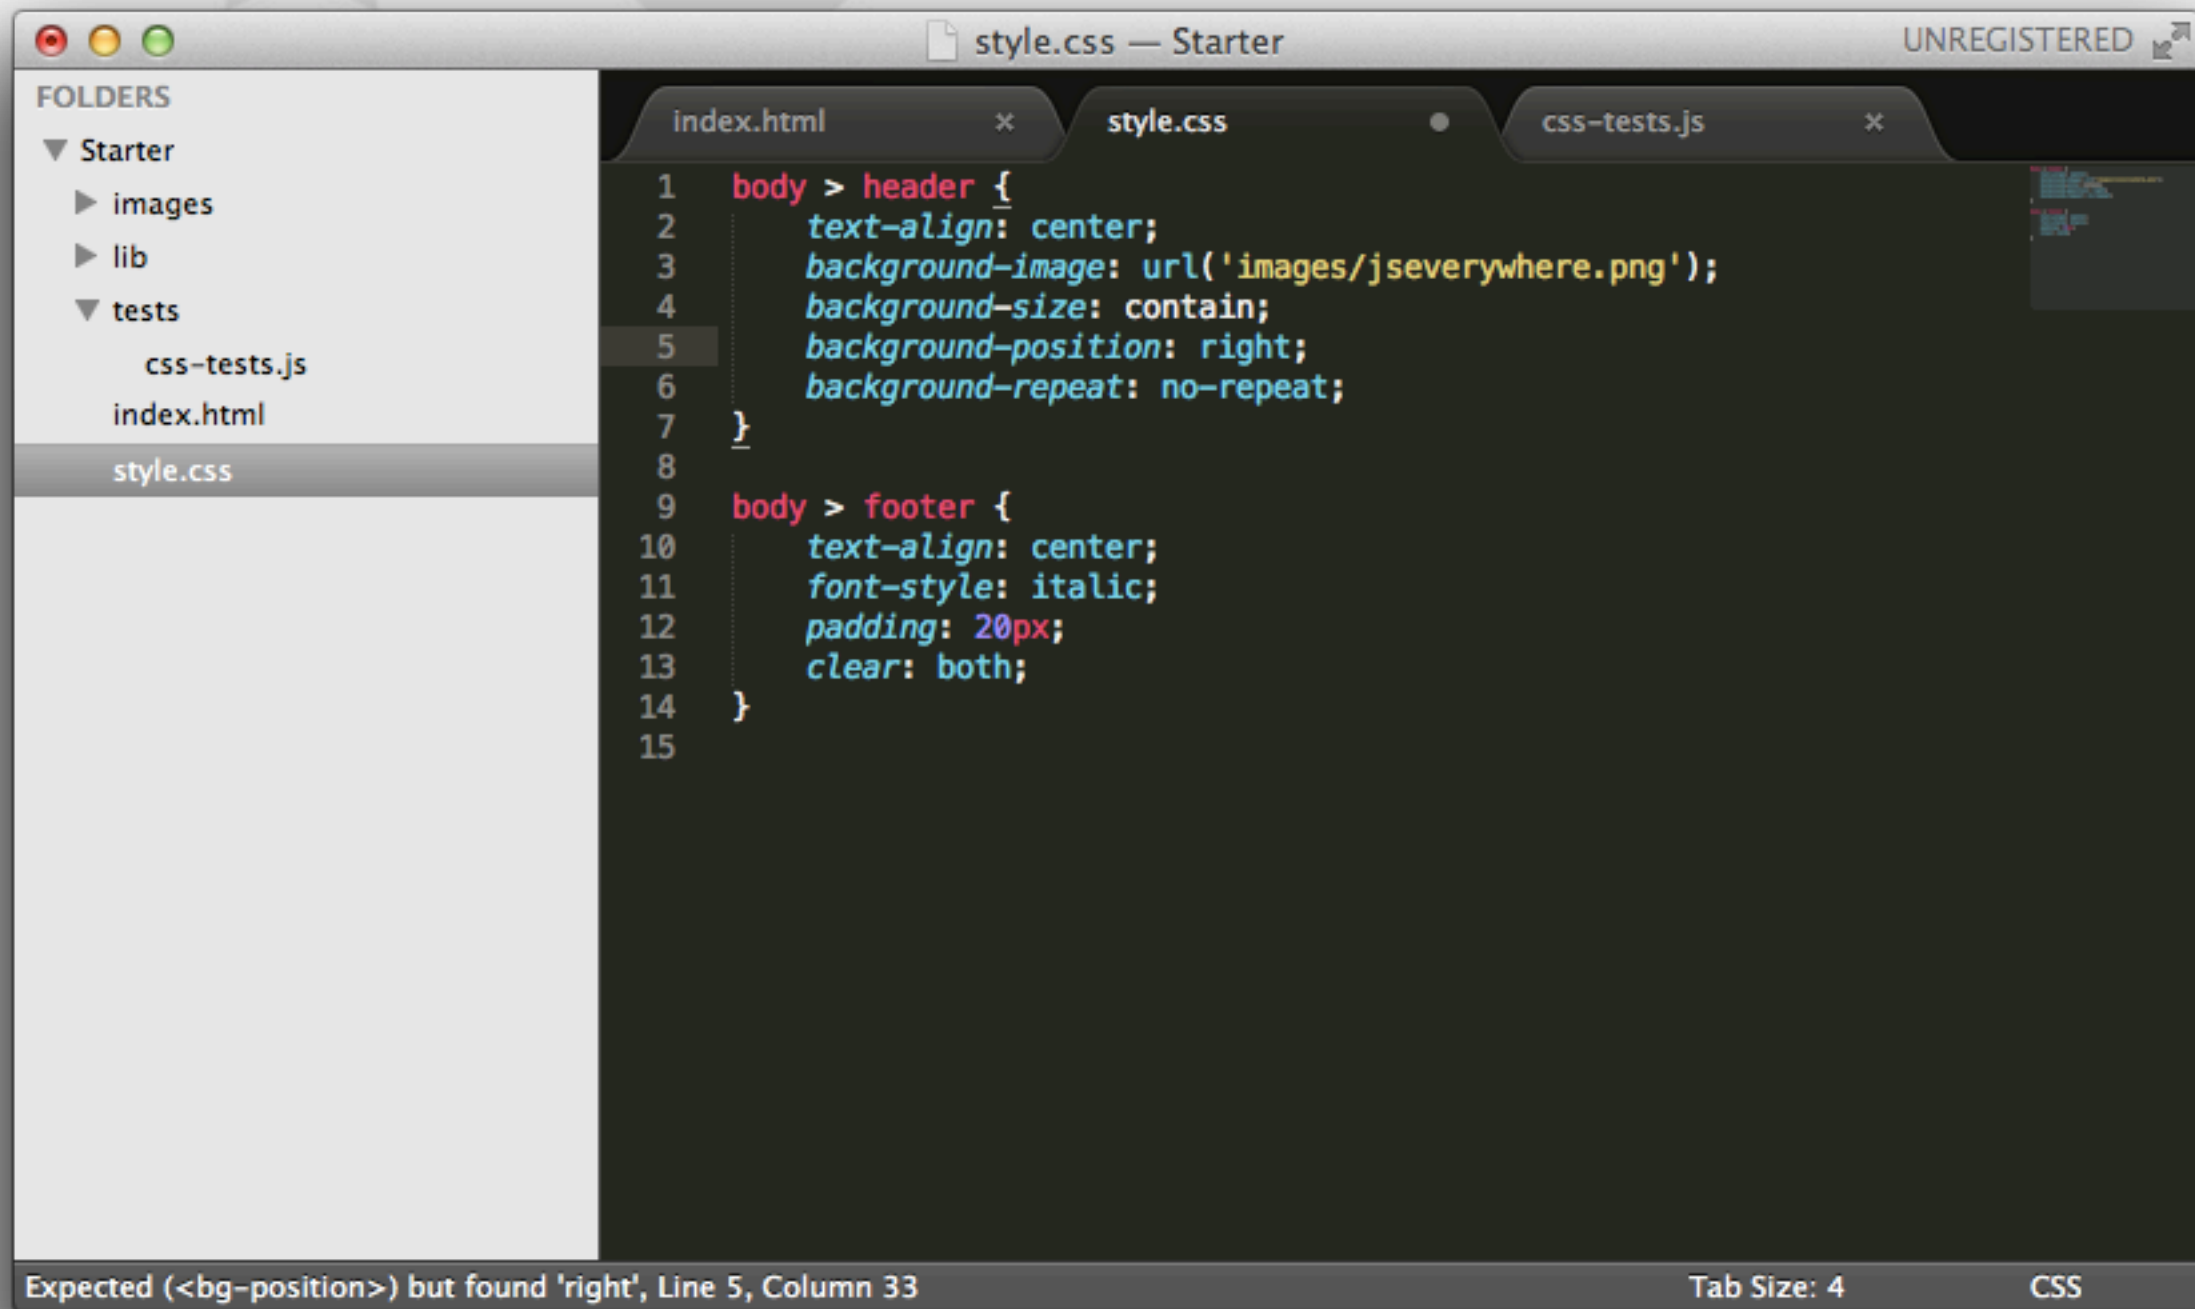 style.css — Starter
UNREGISTERED
FOLDERS
Starter
images
lib
tests
css-tests.js
index.html
style.css
index.html
style.css
css-tests.js
1 body > header {
2 text-align: center;
3 background-image: url('images/jseverywhere.png');
4 background-size: contain;
5 background-position: right;
6 background-repeat: no-repeat;
7 }
8
9 body > footer {
10 text-align: center;
11 font-style: italic;
12 padding: 20px;
13 clear: both;
14 }
15
Expected (<bg-position>) but found 'right', Line 5, Column 33
Tab Size: 4
CSS